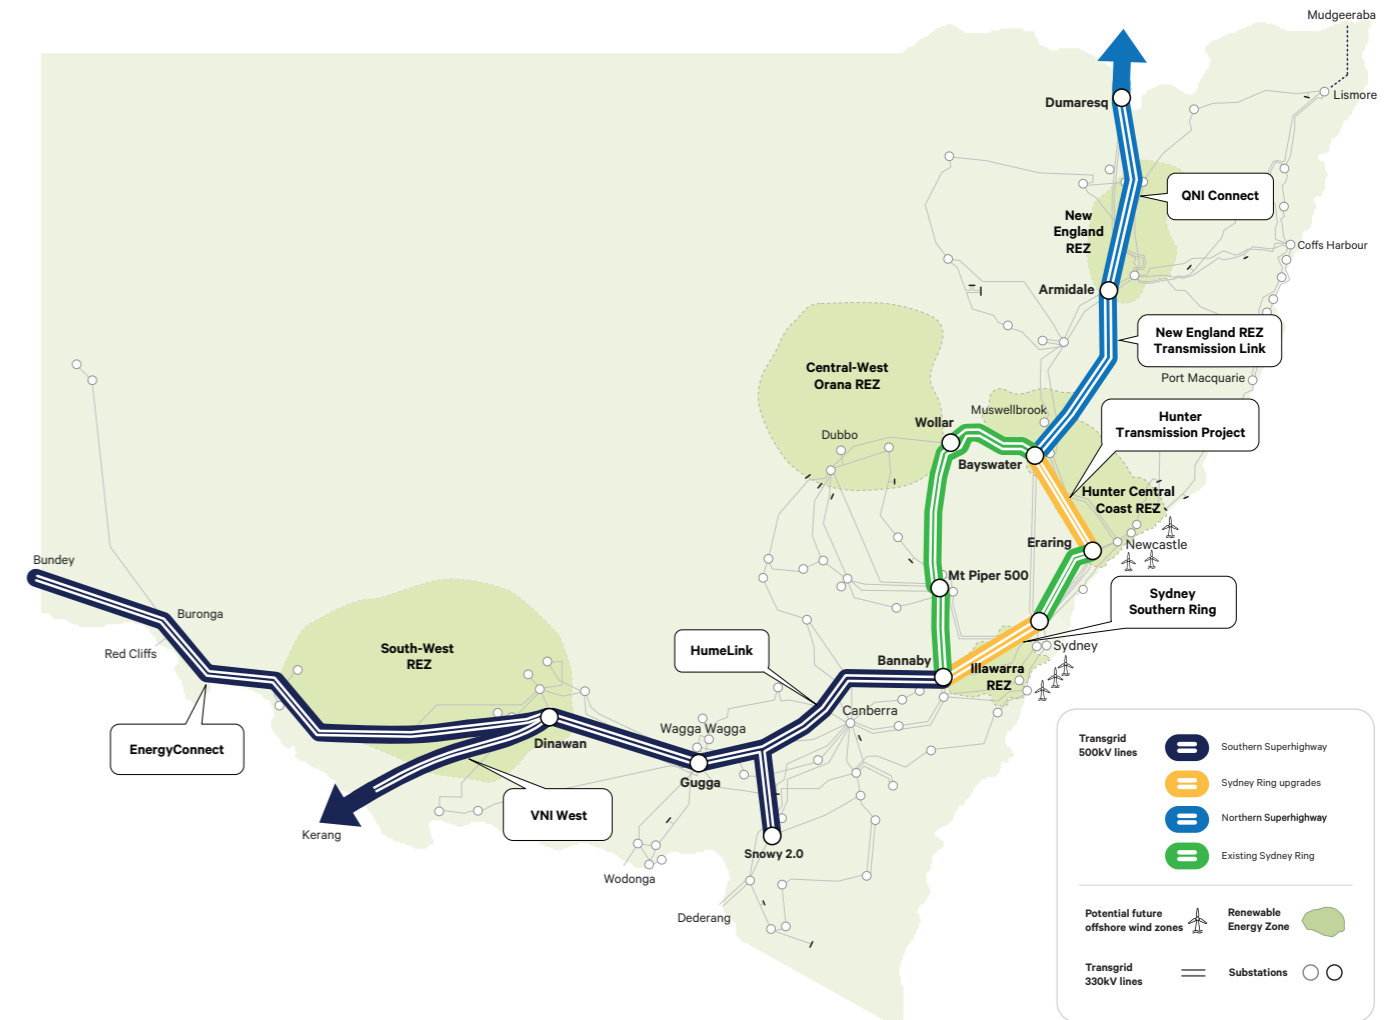 Mudgeeraba
Dumaresq
Lismore
QNI Connect
New
England
REZ
Coffs Harbour
Armidale
New England REZ
Transmission Link
Central-West
Orana REZ
Port Macquarie
Muswellbrook
Hunter
Transmission Project
Wollar
Dubbo
Bayswater
Hunter Central
Coast REZ
Eraring
Newcastle
Bundey
Mt Piper 500
Sydney
Southern Ring
Buronga
Red Cliffs
South-West
REZ
HumeLink
Bannaby
Sydney
Illawarra
REZ
Canberra
Wagga Wagga
EnergyConnect
Dinawan
Gugga
VNI West
Kerang
Snowy 2.0
Wodonga
Dederang
Transgrid
500kV lines
Southern Superhighway
Sydney Ring upgrades
Northern Superhighway
Existing Sydney Ring
Potential future
offshore wind zones
Renewable
Energy Zone
Transgrid
330kV lines
Substations